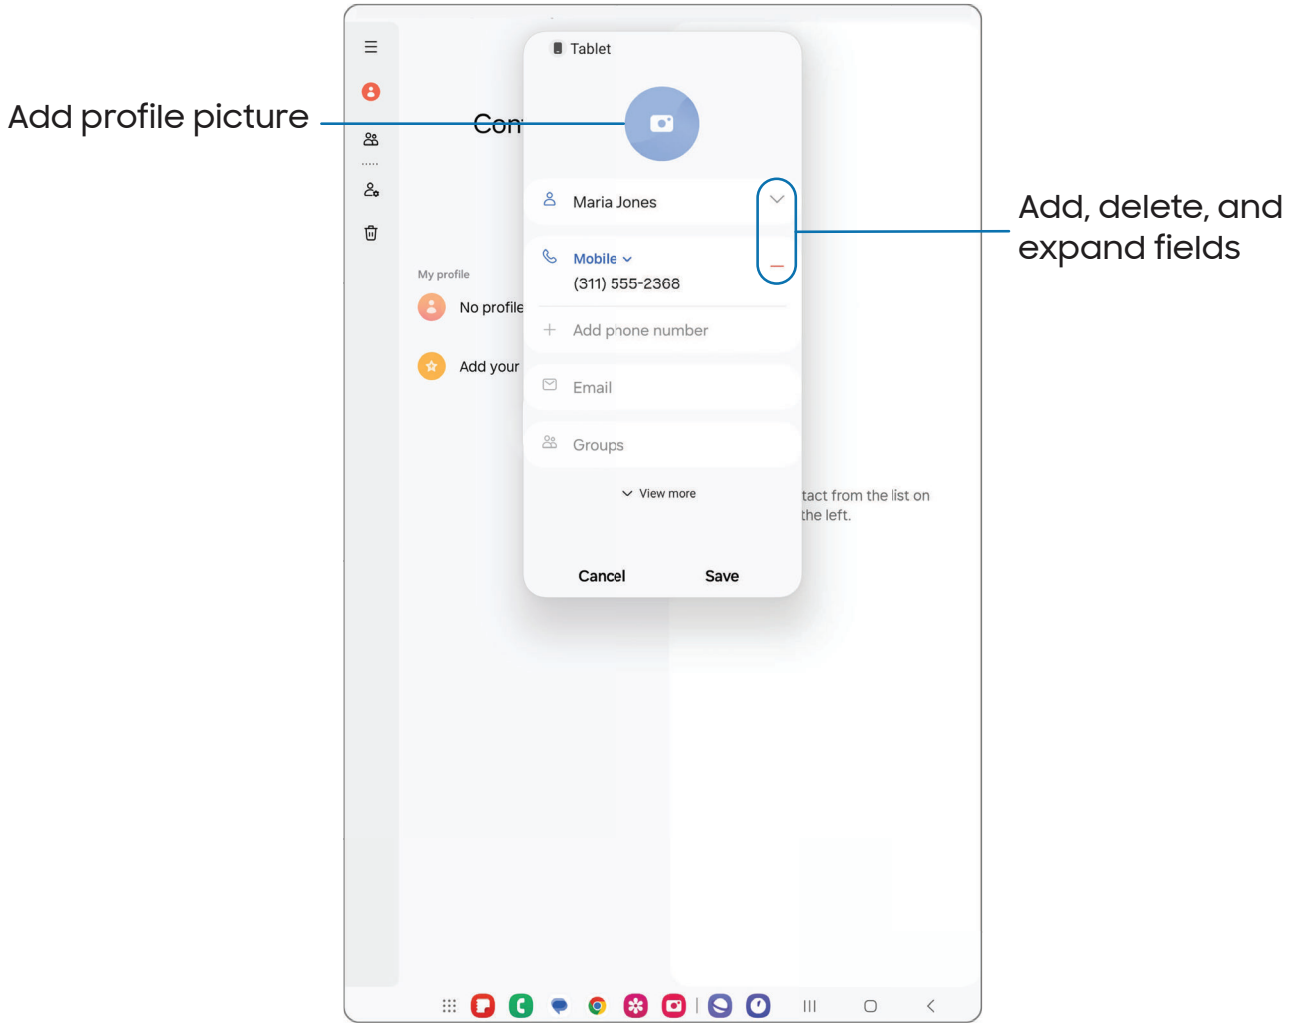 Tablet
Add profile picture
Con
Maria Jones
Add, delete, and
expand fields
Mobile
(311) 555-2368
My profile
No profile
Add phone number
Add your
Email
Groups
View more
tact from the list on
the left.
Cancel
Save